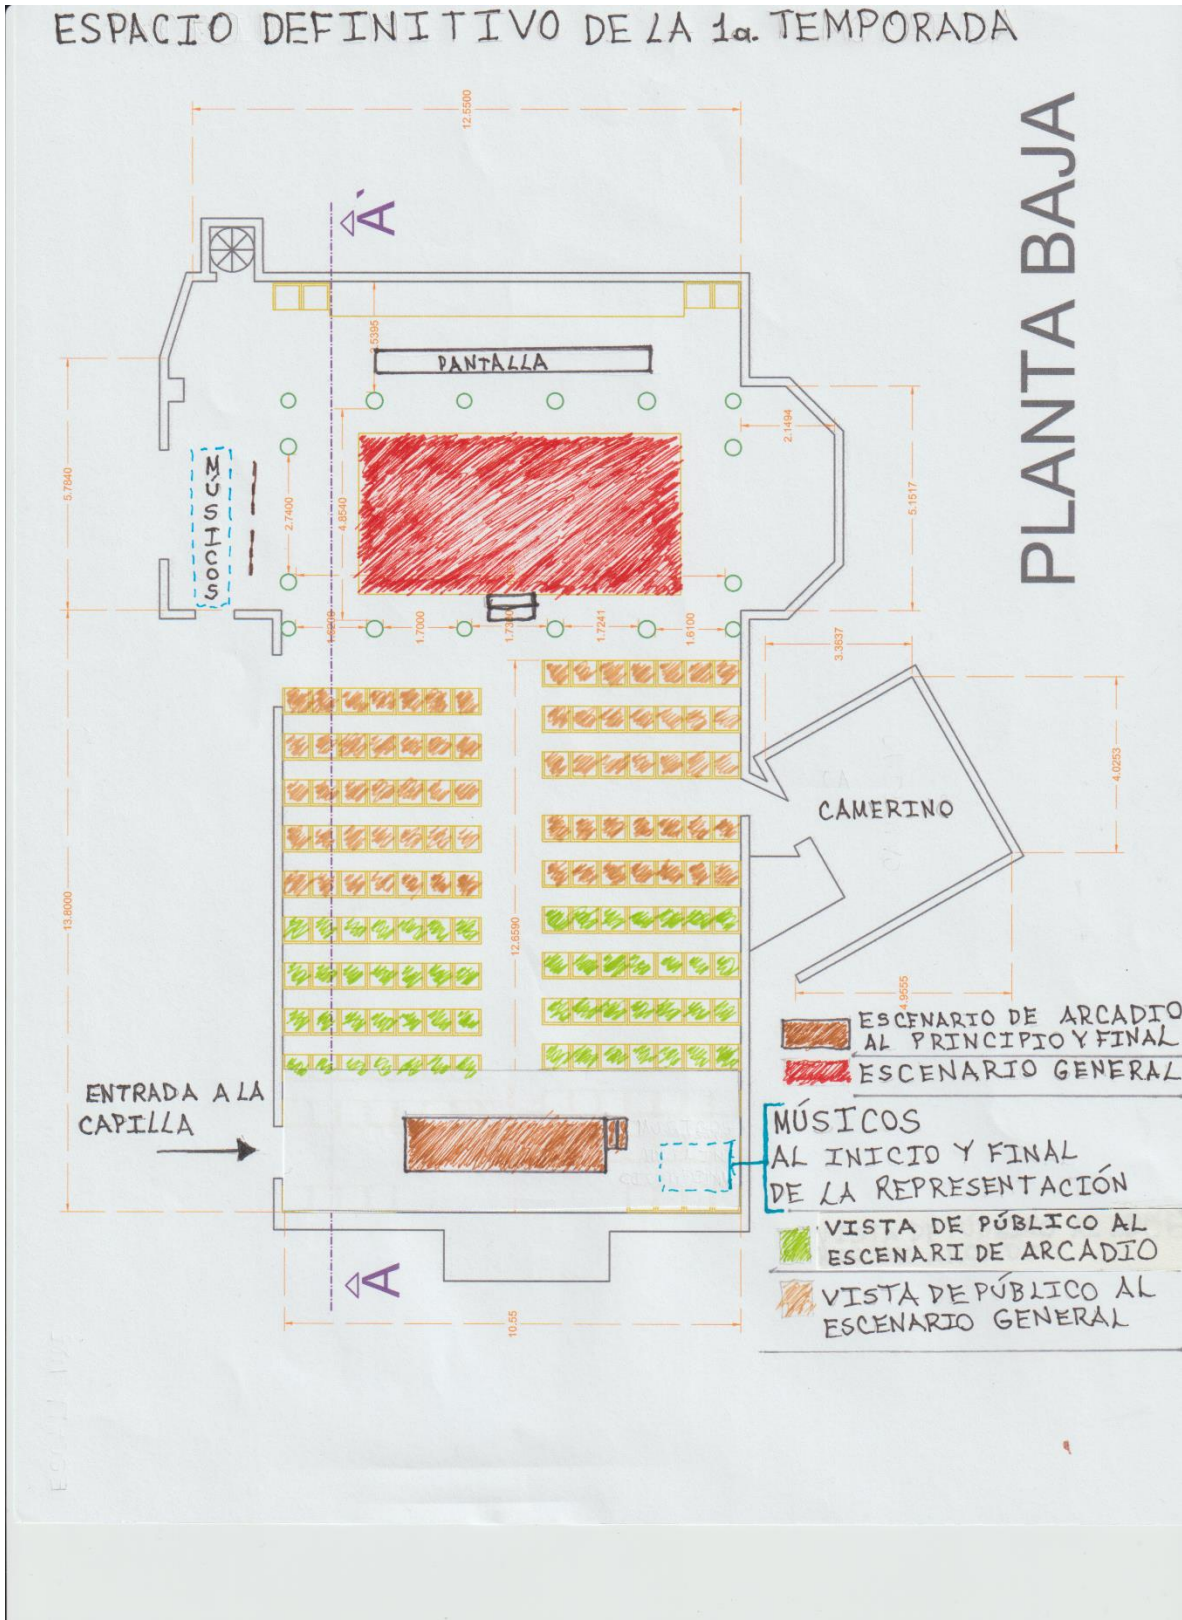 ESPACIO DEFINITIVO DE LA 1a. TEMPORADA
PLANTA BAJA
12.5500
A`
.5395
PANTALLA
2.1494
5.7840
MÚSICOS
2.7400
4.8540
5.1517
1.7000
1.7241
1.6100
3.3837
4.0253
CAMERINO
13.8000
12.6590
4.9555
ESCENARIO DE ARCADIO
AL PRINCIPIO Y FINAL
ESCENARIO GENERAL
ENTRADA A LA
CAPILLA
MÚSICOS
AL INICIO Y FINAL
DE LA REPRESENTACIÓN
VISTA DE PÚBLICO AL
ESCENARI DE ARCADIO
VISTA DE PÚBLICO AL
ESCENARIO GENERAL
A
10.55